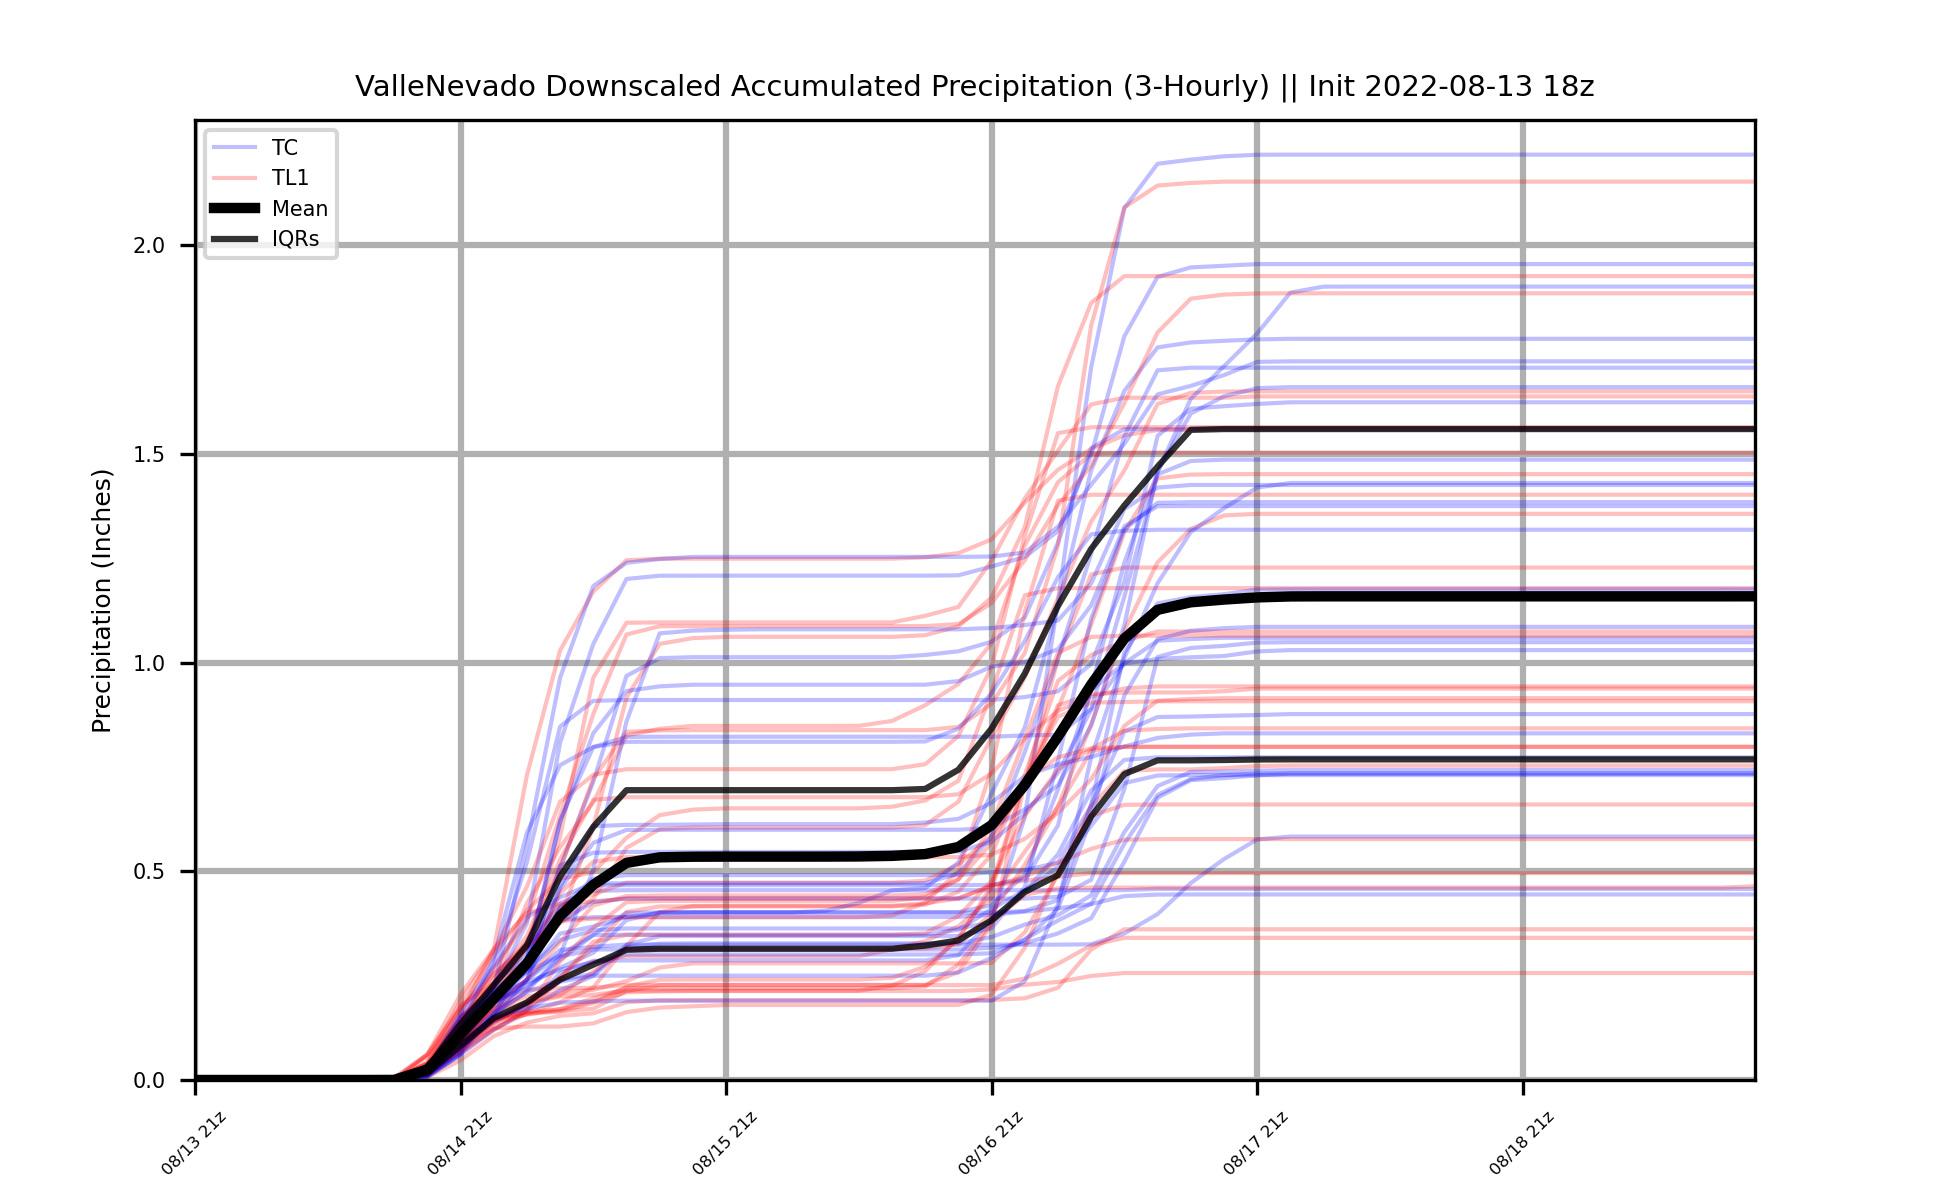 ValleNevado Downscaled Accumulated Precipitation (3-Hourly) || Init 2022-08-13 18z
TC
TL1
Mean
IQRs
Precipitation (Inches)
2.0
1.5
1.0
0.5
0.0
08/13 21z
08/14 21z
08/15 21z
08/16 21z
08/17 21z
08/18 21z